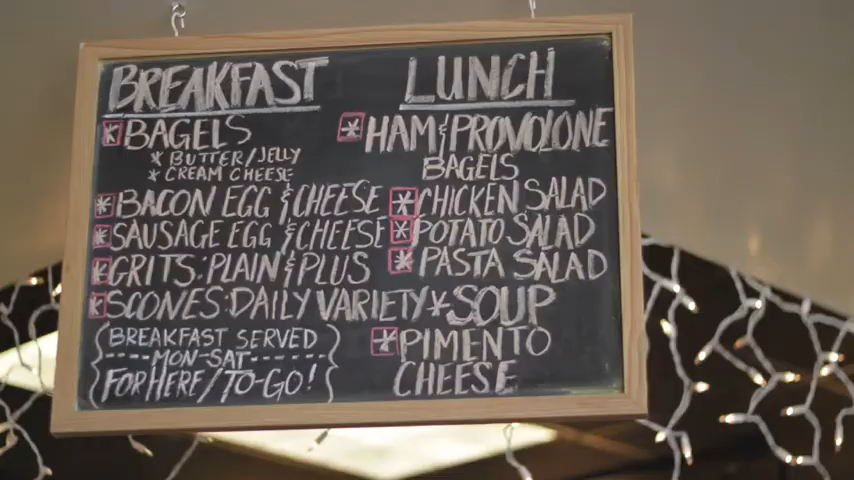 BREAKFAST
* BAGELS
* BUTTER/JELLY
* CREAM CHEESE
* BACON EGG & CHEESE
* SAUSAGE EGG & CHEESE
* GRITS: PLAIN & PLUS
* SCONES: DAILY VARIETY
BREAKFAST SERVED
---- MON-SAT ------
FOR HERE/TO-GO!
LUNCH
* HAM & PROVOLONE
BAGELS
* CHICKEN SALAD
* POTATO SALAD
* PASTA SALAD
* SOUP
* PIMENTO
CHEESE